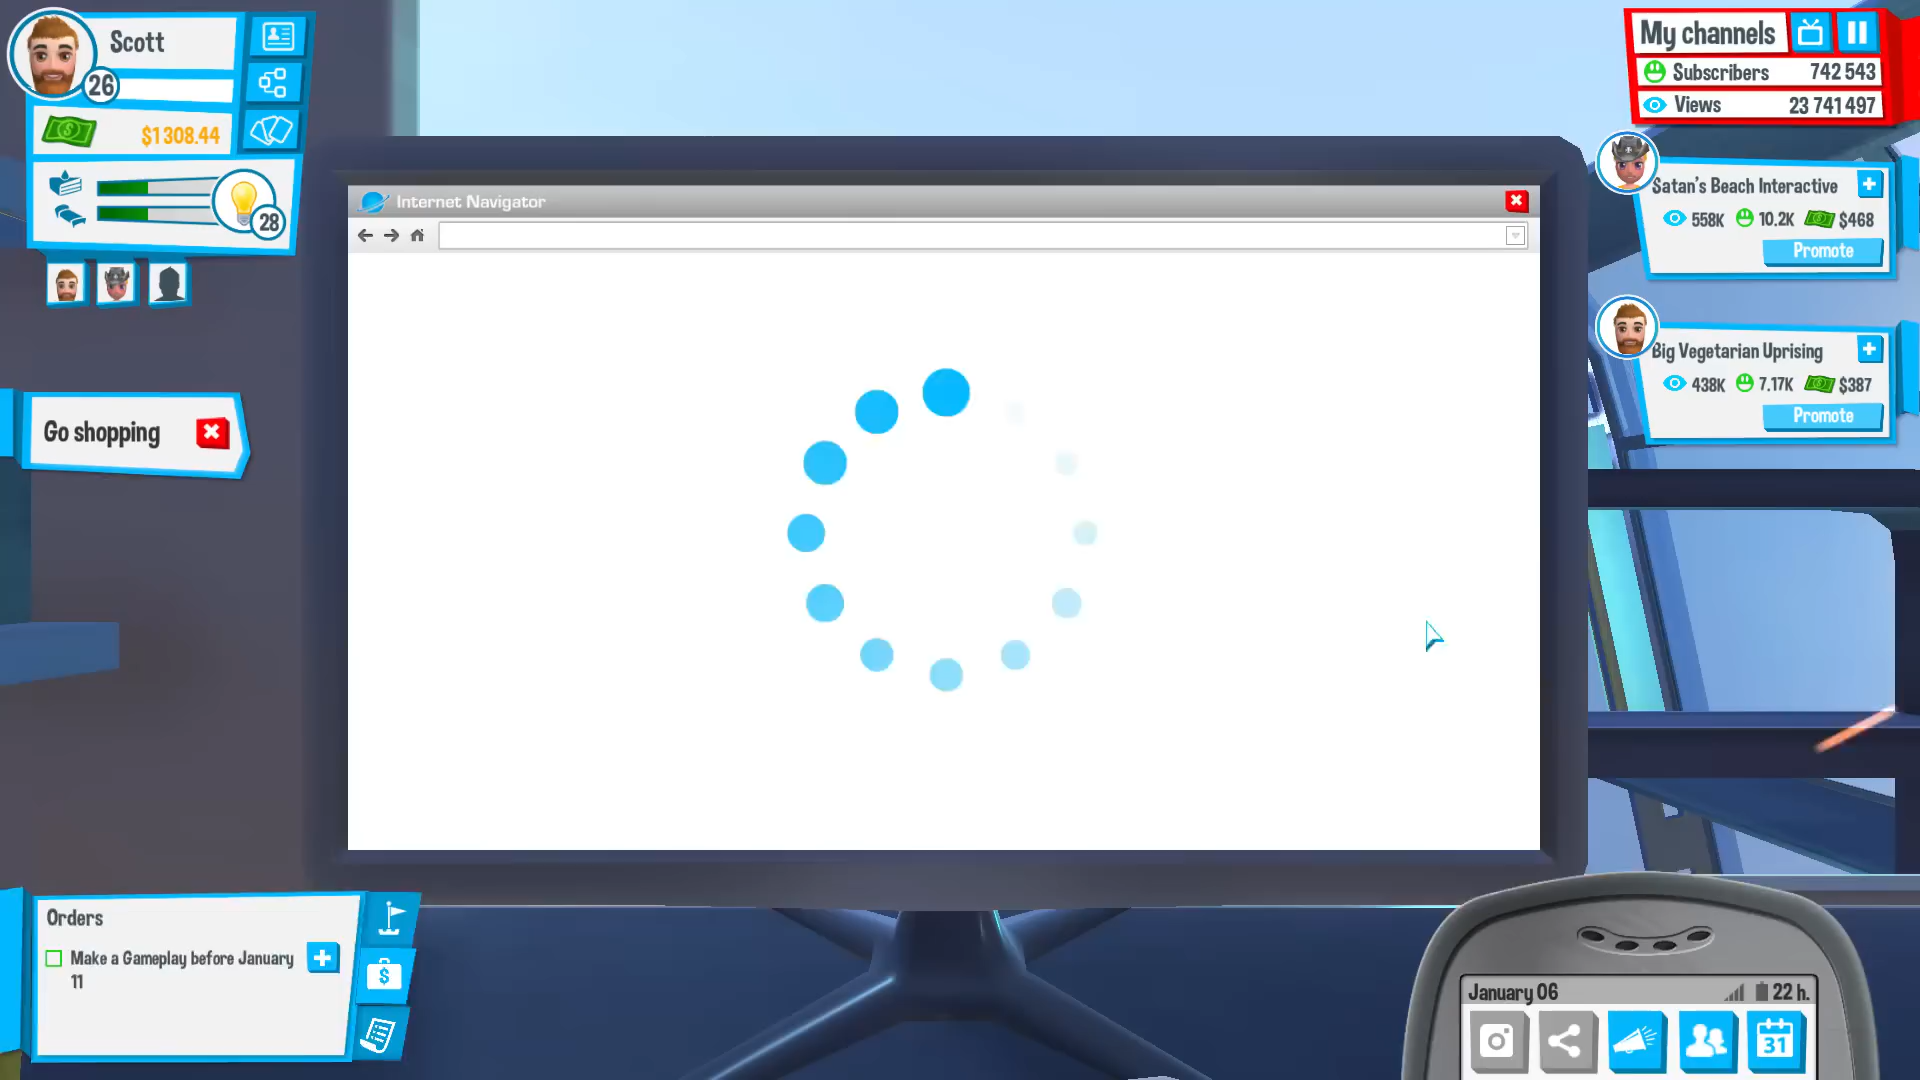 Scott
26
$1 308.44
28
Go shopping
Internet Navigator
My channels
Subscribers 742 543
Views 23 741 497
Satan's Beach Interactive
558K 10.2K $468
Promote
Big Vegetarian Uprising
438K 7.17K $387
Promote
Orders
Make a Gameplay before January
11
January 06 22 h.
31